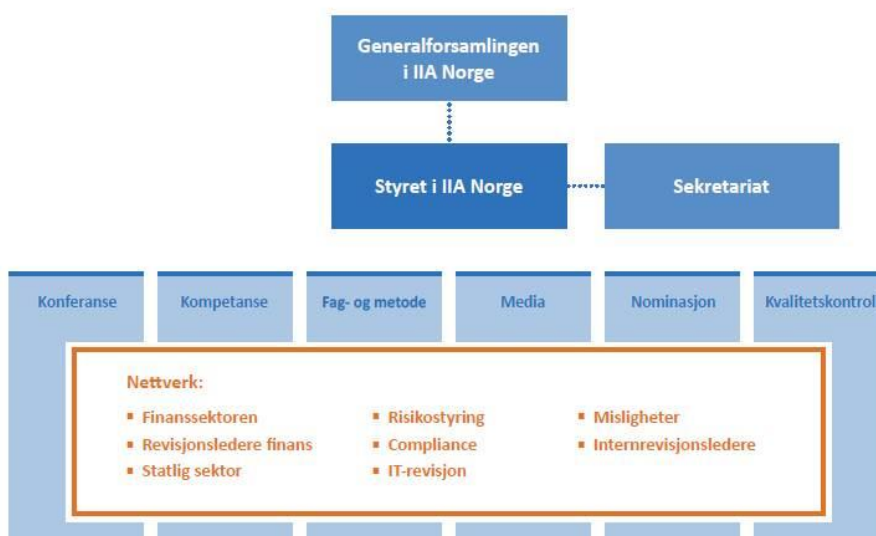 Generalforsamlingen
i IIA Norge
Styret i IIA Norge
Sekretariat
Konferanse
Kompetanse
Fag- og metode
Media
Nominasjon
Kvalitetskontrol
Nettverk:
▪ Finanssektoren
▪ Revisjonsledere finans
▪ Statlig sektor
▪ Risikostyring
▪ Compliance
▪ IT-revisjon
▪ Misligheter
▪ Internrevisjonsledere